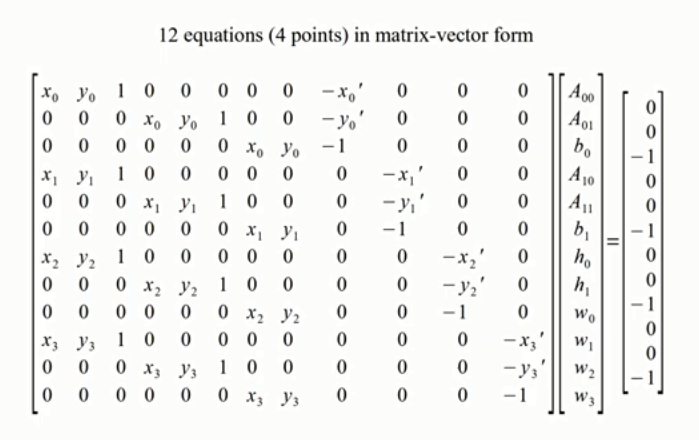 12 equations (4 points) in matrix-vector form
x₀ y₀ 1 0 0 0 0 0 −x₀′ 0 0 0 A₀₀ 0
0 0 0 x₀ y₀ 1 0 0 −y₀′ 0 0 0 A₀₁ 0
0 0 0 0 0 0 x₀ y₀ −1 0 0 0 b₀ −1
x₁ y₁ 1 0 0 0 0 0 0 −x₁′ 0 0 A₁₀ 0
0 0 0 x₁ y₁ 1 0 0 0 −y₁′ 0 0 A₁₁ 0
0 0 0 0 0 0 x₁ y₁ 0 −1 0 0 b₁ = −1
x₂ y₂ 1 0 0 0 0 0 0 0 −x₂′ 0 h₀ 0
0 0 0 x₂ y₂ 1 0 0 0 0 −y₂′ 0 h₁ 0
0 0 0 0 0 0 x₂ y₂ 0 0 −1 0 w₀ −1
x₃ y₃ 1 0 0 0 0 0 0 0 0 −x₃′ w₁ 0
0 0 0 x₃ y₃ 1 0 0 0 0 0 −y₃′ w₂ 0
0 0 0 0 0 0 x₃ y₃ 0 0 0 −1 w₃ −1